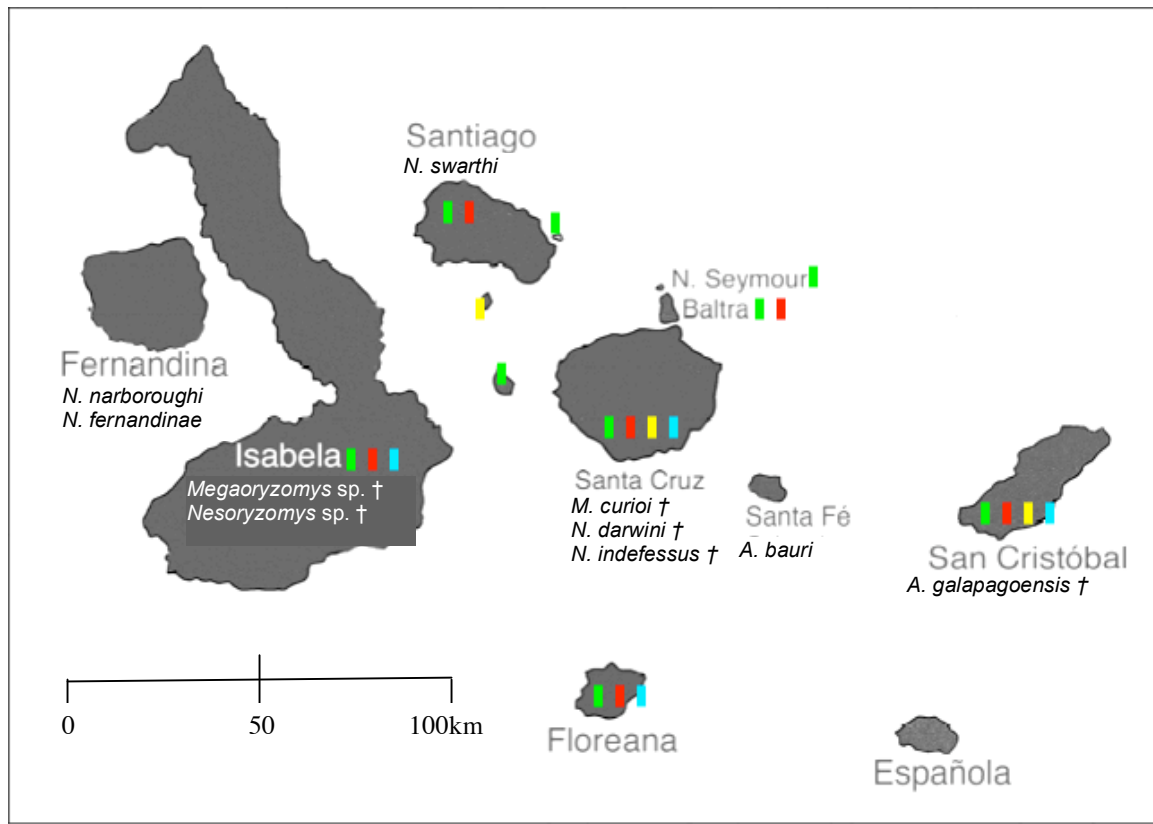 Santiago
N. swarthi
N. Seymour
Baltra
Fernandina
N. narboroughi
N. fernandinae
Isabela
Megaoryzomys sp. †
Nesoryzomys sp. †
Santa Cruz
M. curioi †
N. darwini †
N. indefessus †
Santa Fé
A. bauri
San Cristóbal
A. galapagoensis †
0
50
100km
Floreana
Española